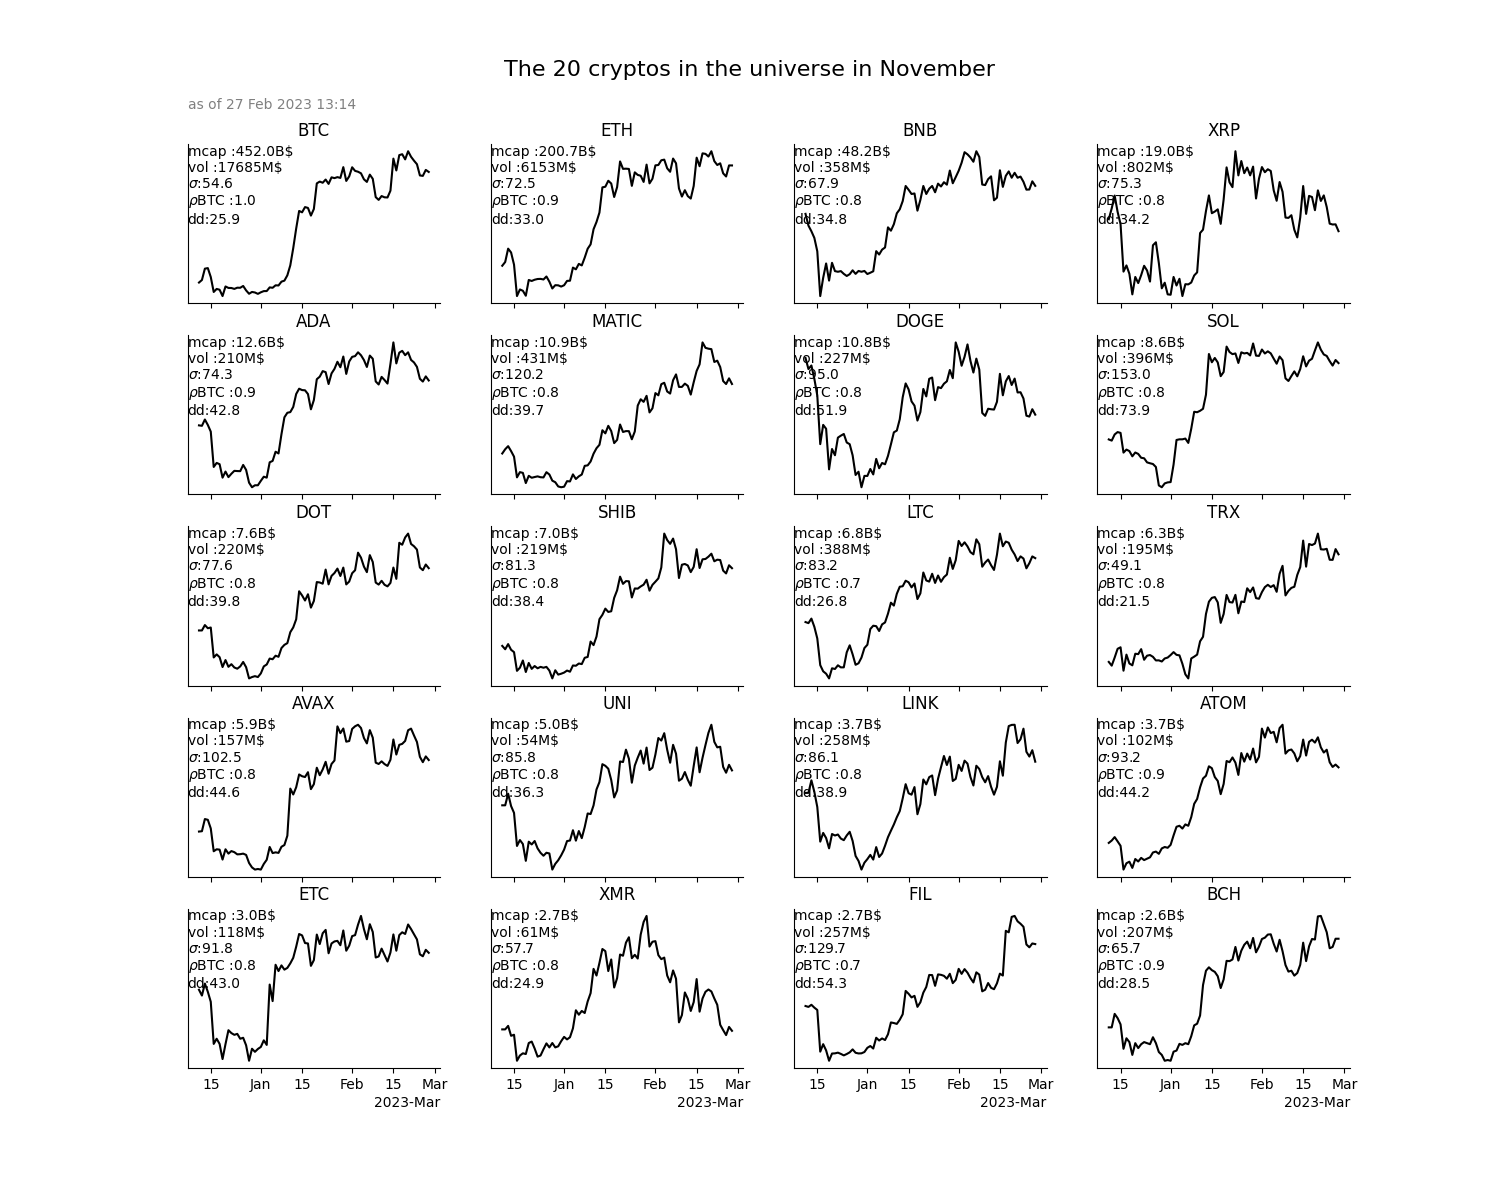 The 20 cryptos in the universe in November
as of 27 Feb 2023 13:14
BTC
mcap :452.0B$
vol :17685M$
σ:54.6
ρBTC :1.0
dd:25.9
ETH
mcap :200.7B$
vol :6153M$
σ:72.5
ρBTC :0.9
dd:33.0
BNB
mcap :48.2B$
vol :358M$
σ:67.9
ρBTC :0.8
dd:34.8
XRP
mcap :19.0B$
vol :802M$
σ:75.3
ρBTC :0.8
dd:34.2
ADA
mcap :12.6B$
vol :210M$
σ:74.3
ρBTC :0.9
dd:42.8
MATIC
mcap :10.9B$
vol :431M$
σ:120.2
ρBTC :0.8
dd:39.7
DOGE
mcap :10.8B$
vol :227M$
σ:95.0
ρBTC :0.8
dd:51.9
SOL
mcap :8.6B$
vol :396M$
σ:153.0
ρBTC :0.8
dd:73.9
DOT
mcap :7.6B$
vol :220M$
σ:77.6
ρBTC :0.8
dd:39.8
SHIB
mcap :7.0B$
vol :219M$
σ:81.3
ρBTC :0.8
dd:38.4
LTC
mcap :6.8B$
vol :388M$
σ:83.2
ρBTC :0.7
dd:26.8
TRX
mcap :6.3B$
vol :195M$
σ:49.1
ρBTC :0.8
dd:21.5
AVAX
mcap :5.9B$
vol :157M$
σ:102.5
ρBTC :0.8
dd:44.6
UNI
mcap :5.0B$
vol :54M$
σ:85.8
ρBTC :0.8
dd:36.3
LINK
mcap :3.7B$
vol :258M$
σ:86.1
ρBTC :0.8
dd:38.9
ATOM
mcap :3.7B$
vol :102M$
σ:93.2
ρBTC :0.9
dd:44.2
ETC
mcap :3.0B$
vol :118M$
σ:91.8
ρBTC :0.8
dd:43.0
XMR
mcap :2.7B$
vol :61M$
σ:57.7
ρBTC :0.8
dd:24.9
FIL
mcap :2.7B$
vol :257M$
σ:129.7
ρBTC :0.7
dd:54.3
BCH
mcap :2.6B$
vol :207M$
σ:65.7
ρBTC :0.9
dd:28.5
15 Jan 15 Feb 15 Mar
2023-Mar
15 Jan 15 Feb 15 Mar
2023-Mar
15 Jan 15 Feb 15 Mar
2023-Mar
15 Jan 15 Feb 15 Mar
2023-Mar